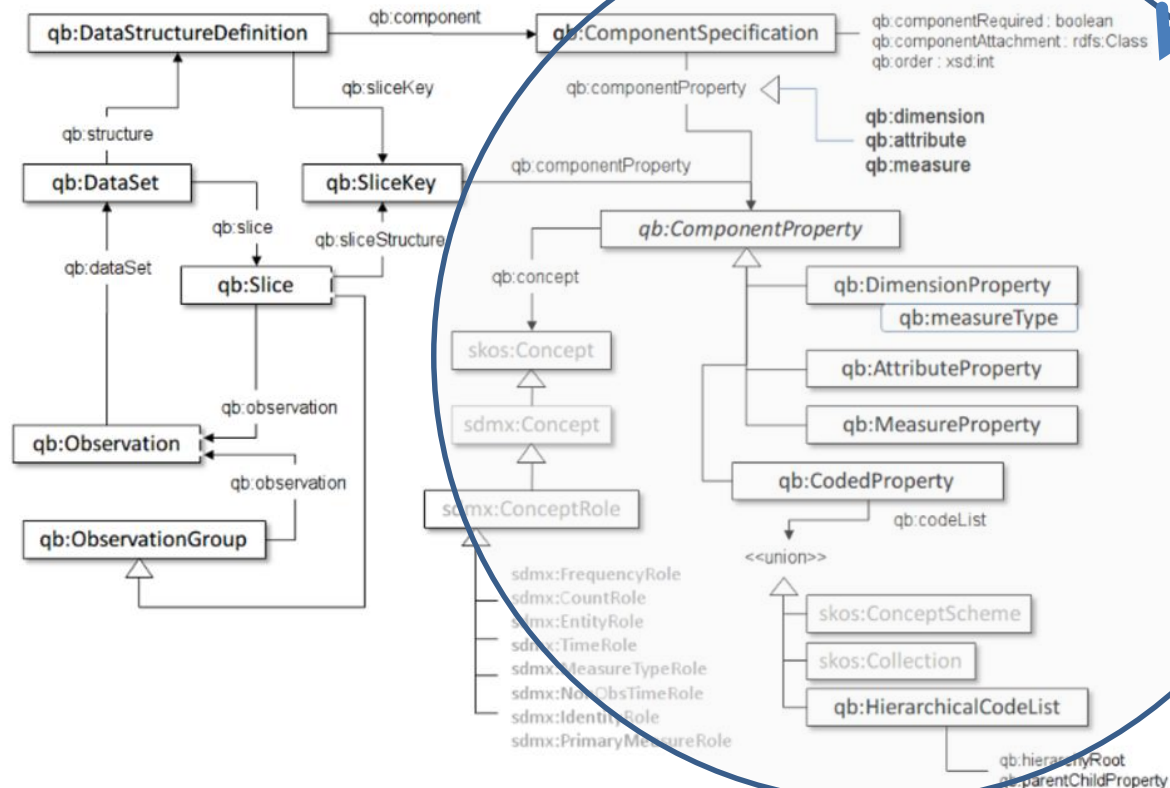 qb:component
qb:DataStructureDefinition
qb:ComponentSpecification
qb:componentRequired : boolean
qb:componentAttachment : rdfs:Class
qb:order : xsd:int
qb:sliceKey
qb:componentProperty
qb:dimension
qb:attribute
qb:measure
qb:structure
qb:DataSet
qb:SliceKey
qb:componentProperty
qb:slice
qb:sliceStructure
qb:ComponentProperty
qb:dataSet
qb:Slice
qb:concept
qb:DimensionProperty
qb:measureType
skos:Concept
qb:AttributeProperty
qb:observation
sdmx:Concept
qb:MeasureProperty
qb:Observation
qb:observation
qb:CodedProperty
sdmx:ConceptRole
qb:codeList
qb:ObservationGroup
<<union>>
sdmx:FrequencyRole
sdmx:CountRole
sdmx:EntityRole
sdmx:TimeRole
sdmx:MeasureTypeRole
sdmx:NonObsTimeRole
sdmx:IdentityRole
sdmx:PrimaryMeasureRole
skos:ConceptScheme
skos:Collection
qb:HierarchicalCodeList
qb:hierarchyRoot
qb:parentChildProperty